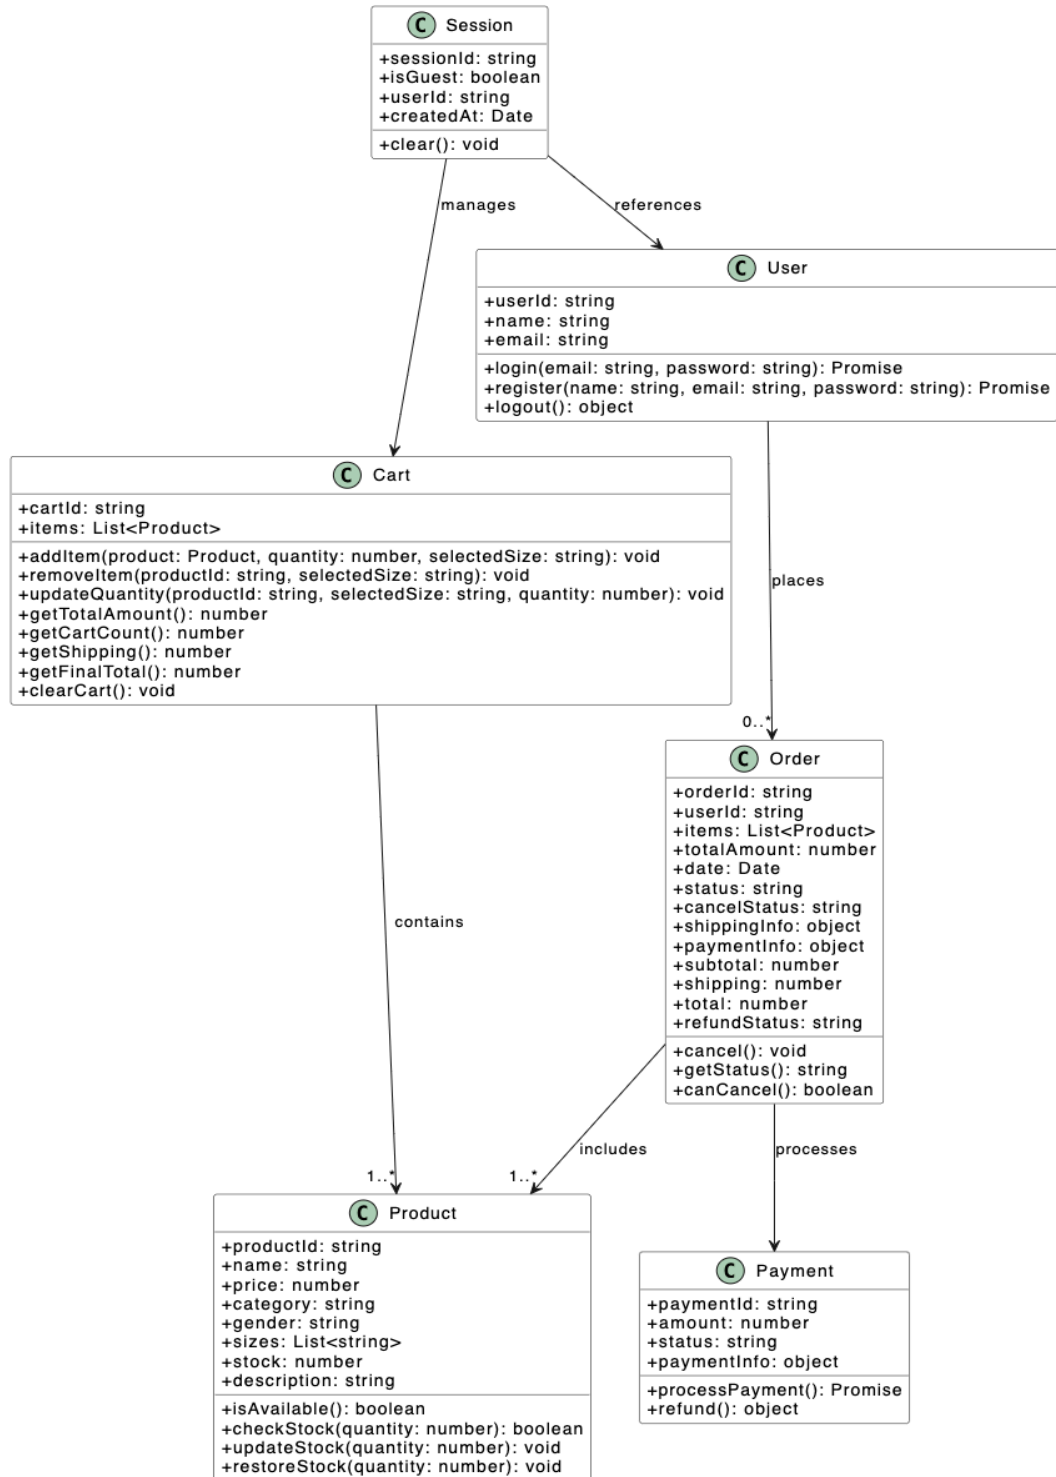 C Session
+sessionId: string
+isGuest: boolean
+userId: string
+createdAt: Date
+clear(): void
manages
references
C User
+userId: string
+name: string
+email: string
+login(email: string, password: string): Promise
+register(name: string, email: string, password: string): Promise
+logout(): object
C Cart
+cartId: string
+items: List<Product>
+addItem(product: Product, quantity: number, selectedSize: string): void
+removeItem(productId: string, selectedSize: string): void
+updateQuantity(productId: string, selectedSize: string, quantity: number): void
+getTotalAmount(): number
+getCartCount(): number
+getShipping(): number
+getFinalTotal(): number
+clearCart(): void
places
0..*
C Order
+orderId: string
+userId: string
+items: List<Product>
+totalAmount: number
+date: Date
+status: string
+cancelStatus: string
+shippingInfo: object
+paymentInfo: object
+subtotal: number
+shipping: number
+total: number
+refundStatus: string
+cancel(): void
+getStatus(): string
+canCancel(): boolean
contains
includes
processes
1..*
1..*
C Product
+productId: string
+name: string
+price: number
+category: string
+gender: string
+sizes: List<string>
+stock: number
+description: string
+isAvailable(): boolean
+checkStock(quantity: number): boolean
+updateStock(quantity: number): void
+restoreStock(quantity: number): void
C Payment
+paymentId: string
+amount: number
+status: string
+paymentInfo: object
+processPayment(): Promise
+refund(): object